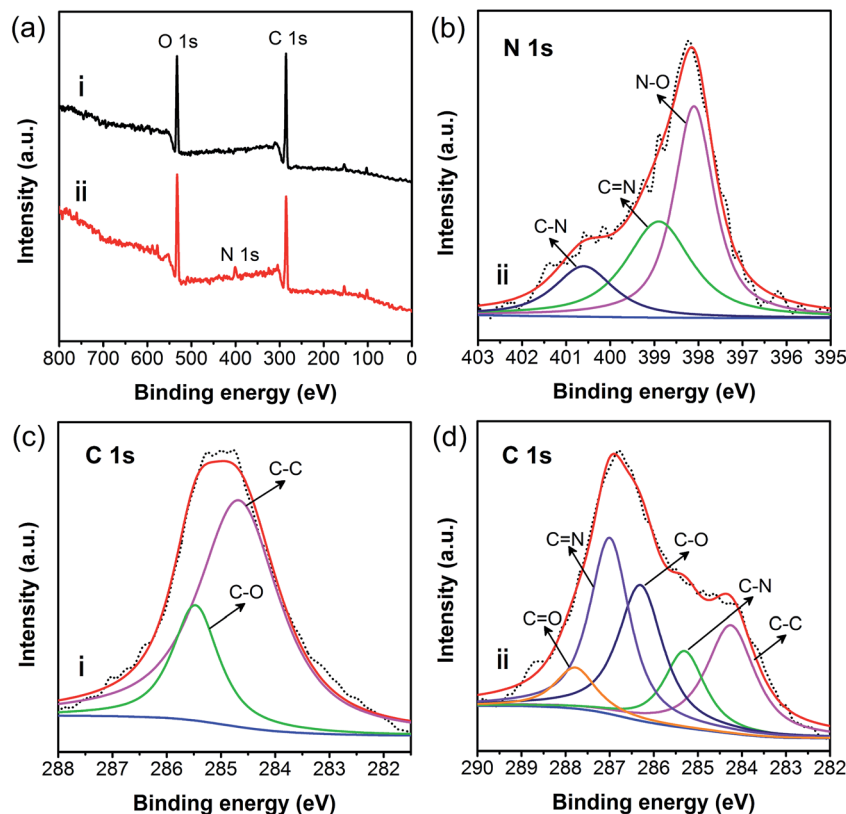 (a)
O 1s
C 1s
i
ii
N 1s
Intensity (a.u.)
800 700 600 500 400 300 200 100 0
Binding energy (eV)
(b)
N 1s
N-O
C=N
C-N
ii
Intensity (a.u.)
403 402 401 400 399 398 397 396 395
Binding energy (eV)
(c)
C 1s
C-C
C-O
i
Intensity (a.u.)
288 287 286 285 284 283 282
Binding energy (eV)
(d)
C 1s
C=N
C-O
C-N
C=O
C-C
ii
Intensity (a.u.)
290 289 288 287 286 285 284 283 282
Binding energy (eV)